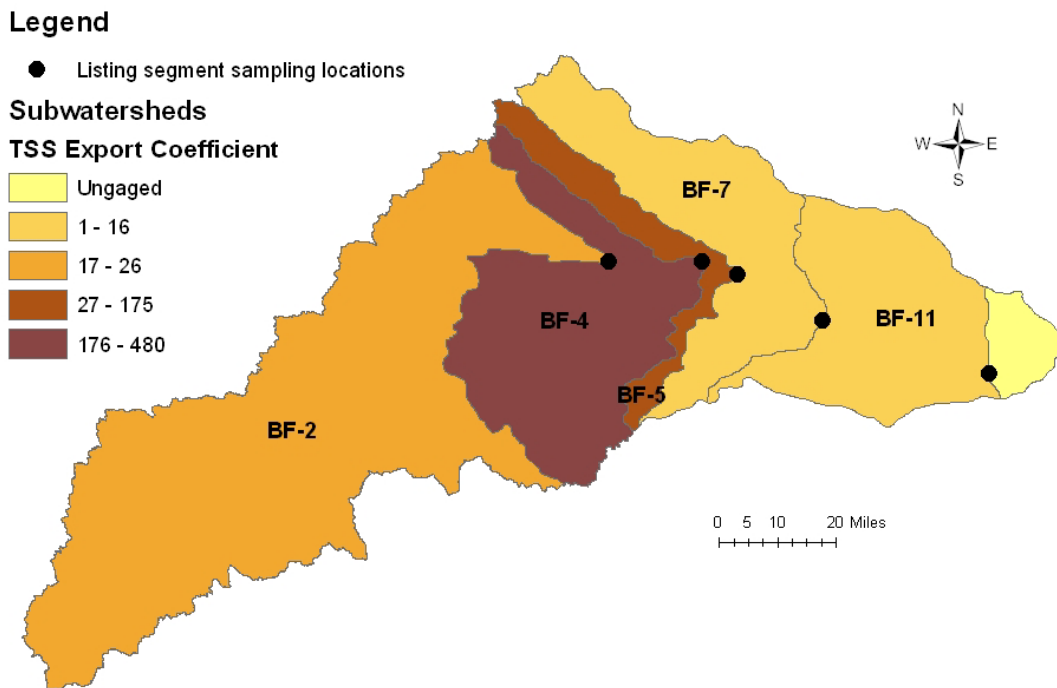 Legend
Listing segment sampling locations
Subwatersheds
TSS Export Coefficient
Ungaged
1 - 16
17 - 26
27 - 175
176 - 480
N
W E
S
BF-7
BF-4
BF-11
BF-5
BF-2
0 5 10 20 Miles